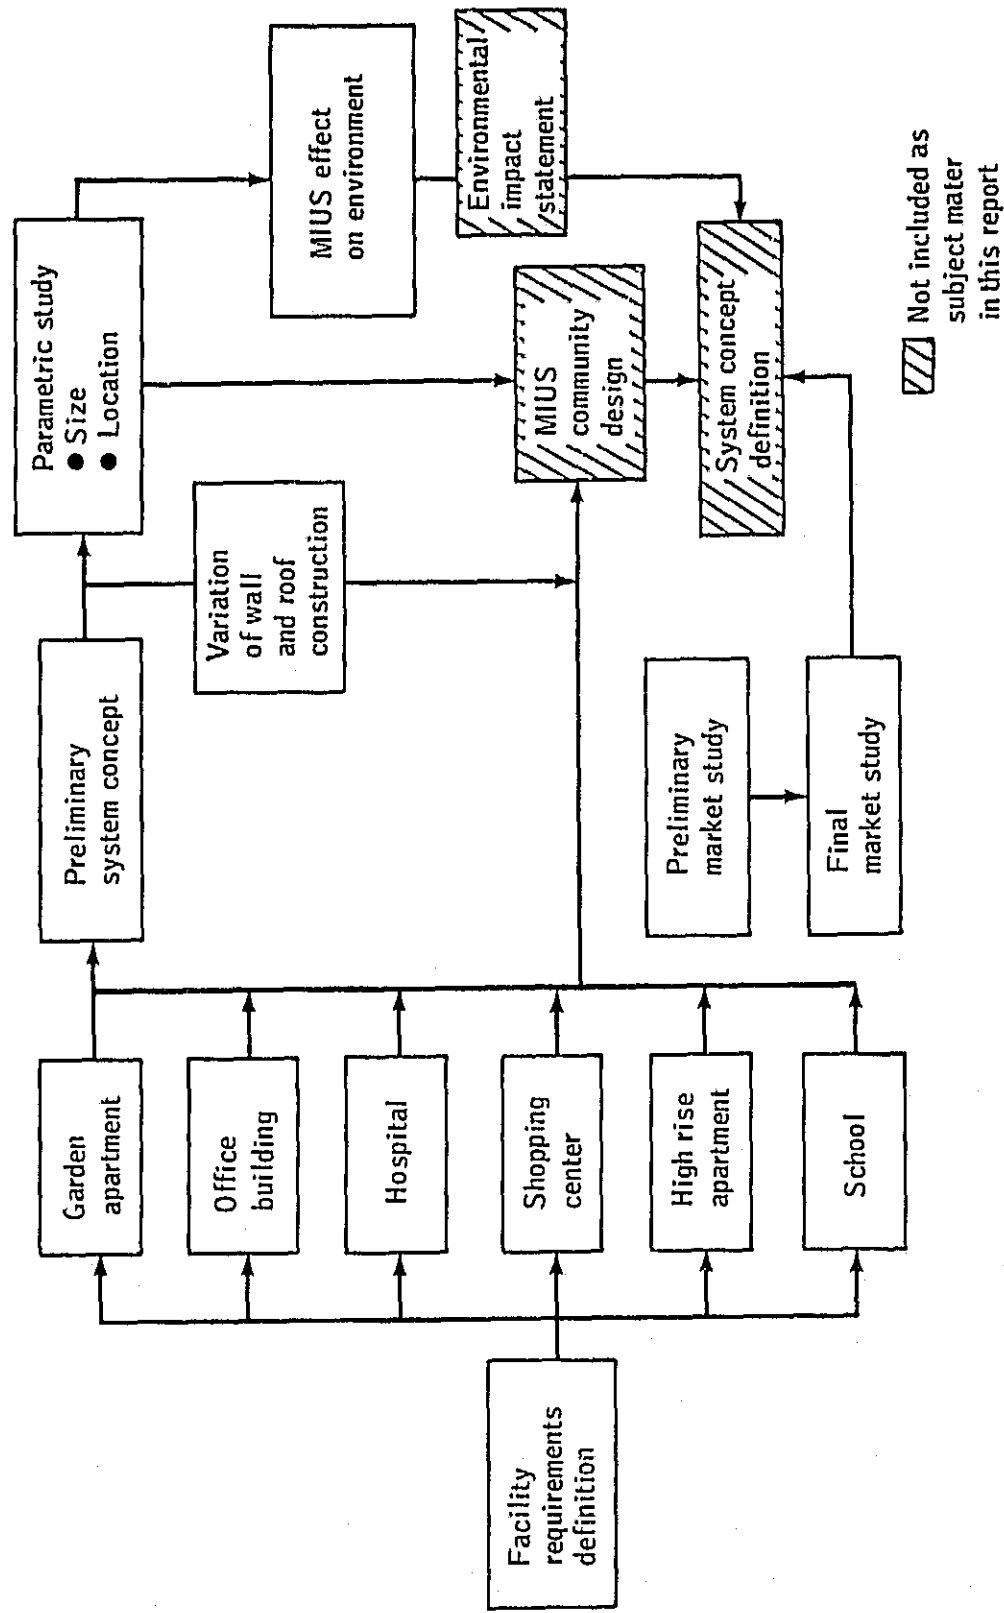 Facility
requirements
definition
Garden
apartment
Office
building
Hospital
Shopping
center
High rise
apartment
School
Preliminary
system concept
Variation
of wall
and roof
construction
Preliminary
market study
Final
market study
Parametric study
● Size
● Location
MIUS
community
design
System concept
definition
MIUS effect
on environment
Environmental
impact
statement
Not included as
subject mater
in this report